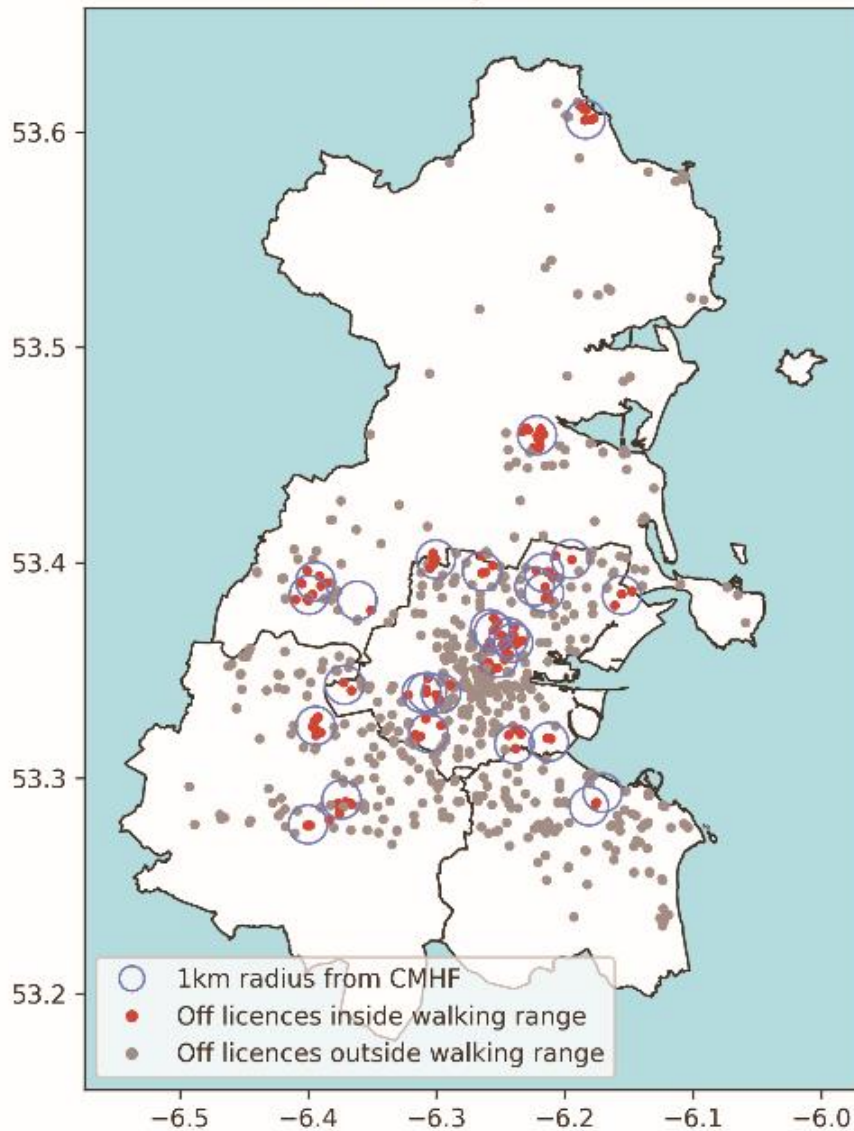 53.6
53.5
53.4
53.3
53.2
1km radius from CMHF
Off licences inside walking range
Off licences outside walking range
−6.5 −6.4 −6.3 −6.2 −6.1 −6.0